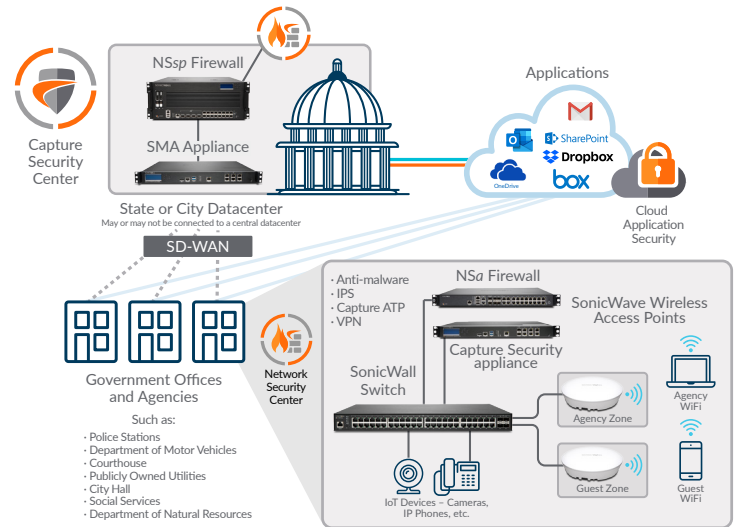 NSsp Firewall
SMA Appliance
Capture
Security
Center
State or City Datacenter
May or may not be connected to a central datacenter
SD-WAN
Applications
SharePoint
Dropbox
OneDrive
box
Cloud
Application
Security
Government Offices
and Agencies
Such as:
· Police Stations
· Department of Motor Vehicles
· Courthouse
· Publicly Owned Utilities
· City Hall
· Social Services
· Department of Natural Resources
Network
Security
Center
· Anti-malware
· IPS
· Capture ATP
· VPN
NSa Firewall
Capture Security
appliance
SonicWall
Switch
SonicWave Wireless
Access Points
Agency Zone
Agency
WiFi
Guest Zone
Guest
WiFi
IoT Devices – Cameras,
IP Phones, etc.